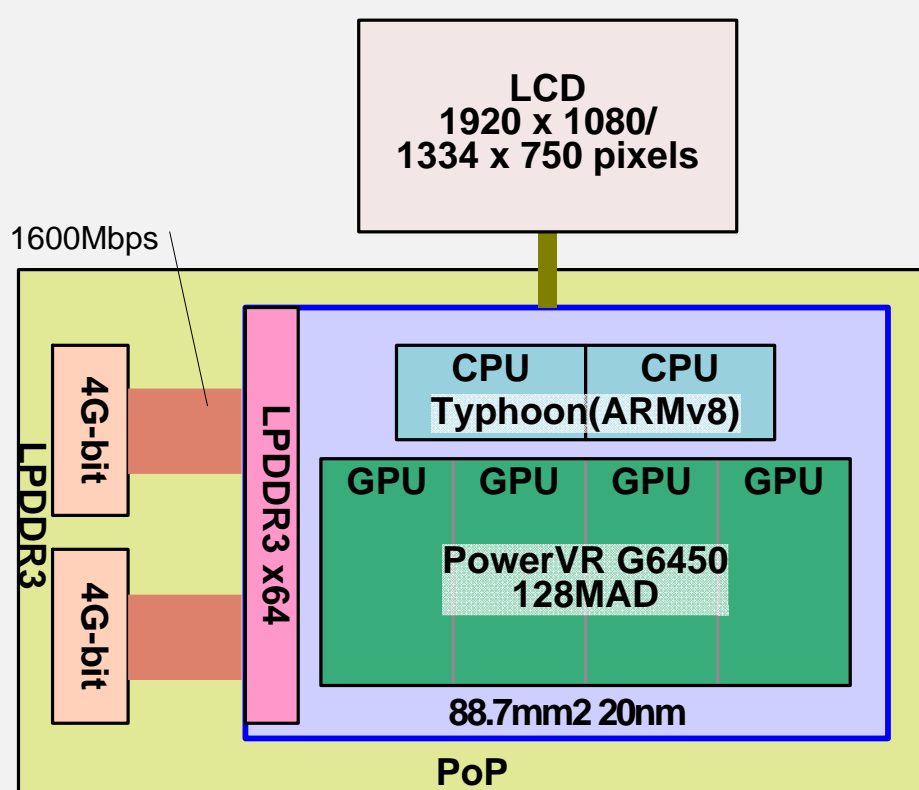 LCD
1920 x 1080/
1334 x 750 pixels
1600Mbps
LPDDR3
4G-bit
4G-bit
LPDDR3 x64
CPU
CPU
Typhoon(ARMv8)
GPU
GPU
GPU
GPU
PowerVR G6450
128MAD
88.7mm2 20nm
PoP